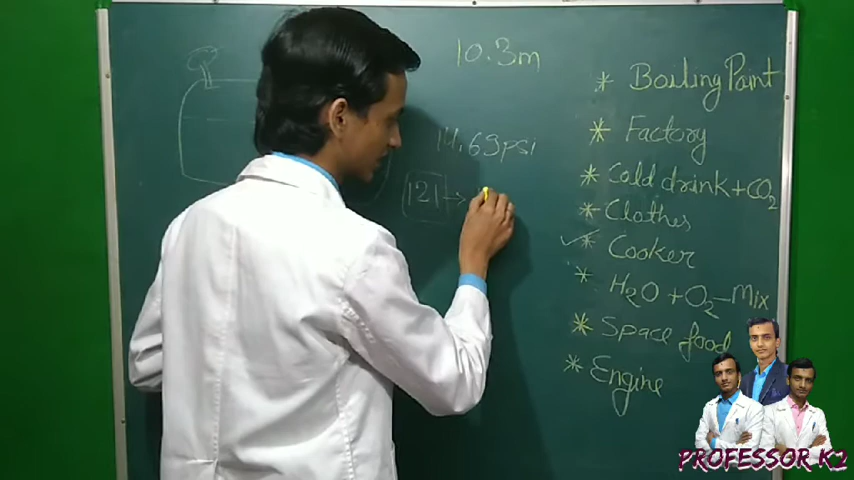 10.3m
14.69psi
121 →
* Boiling Point
* Factory
* Cold drink + CO2
* Clothes
✓* Cooker
* H2O + O2 - Mix
* Space food
* Engine
PROFESSOR K2